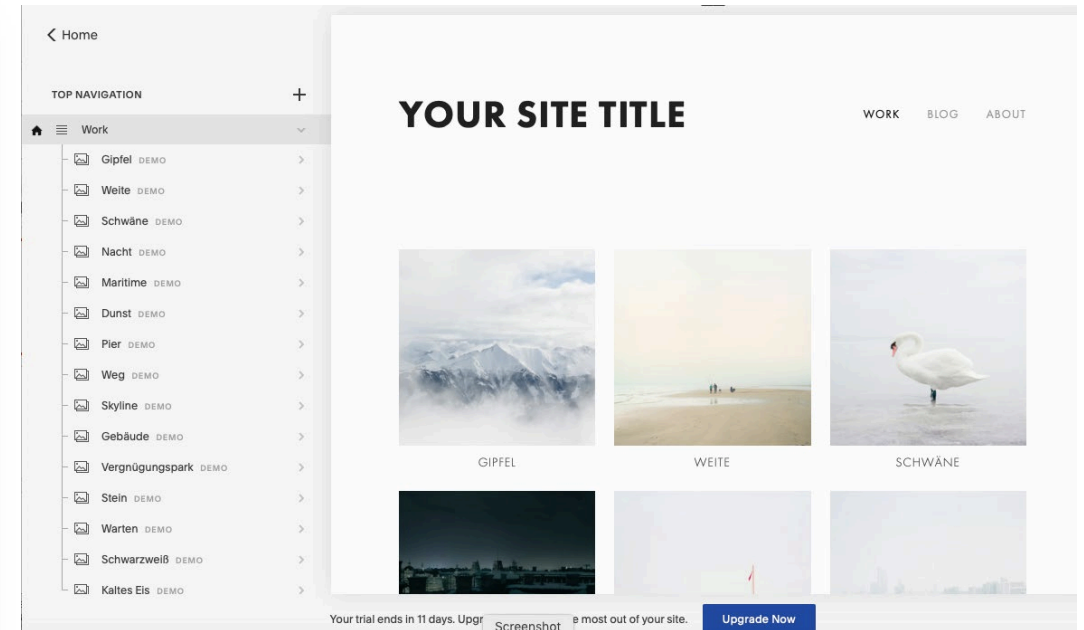 Home
TOP NAVIGATION
Work
Gipfel DEMO
Weite DEMO
Schwäne DEMO
Nacht DEMO
Maritime DEMO
Dunst DEMO
Pier DEMO
Weg DEMO
Skyline DEMO
Gebäude DEMO
Vergnügungspark DEMO
Stein DEMO
Warten DEMO
Schwarzweiß DEMO
Kaltes Eis DEMO
YOUR SITE TITLE
WORK BLOG ABOUT
GIPFEL WEITE SCHWÄNE
Your trial ends in 11 days. most out of your site. Upgrade Now
Screenshot